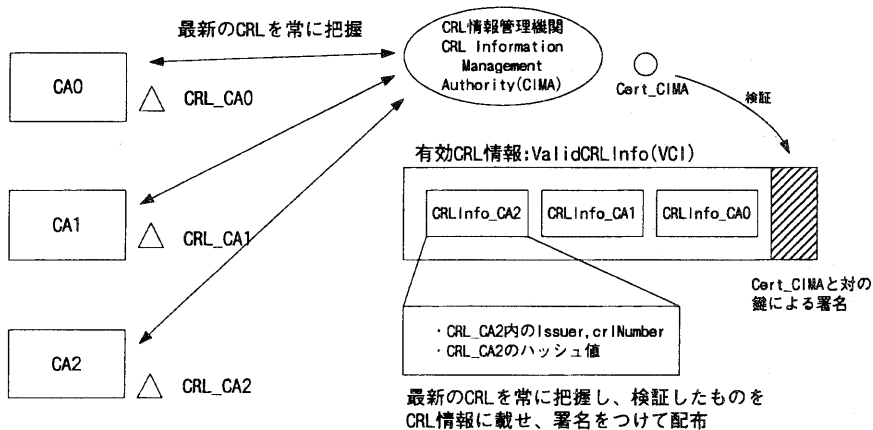 最新のCRLを常に把握
CRL情報管理機関
CRL Information
Management
Authority(CIMA)
CA0
CRL_CA0
Cert_CIMA
検証
有効CRL情報:ValidCRLInfo(VCI)
CA1
CRL_CA1
CRLInfo_CA2
CRLInfo_CA1
CRLInfo_CA0
Cert_CIMAと対の
鍵による署名
・CRL_CA2内のIssuer,crlNumber
・CRL_CA2のハッシュ値
CA2
CRL_CA2
最新のCRLを常に把握し、検証したものを
CRL情報に載せ、署名をつけて配布